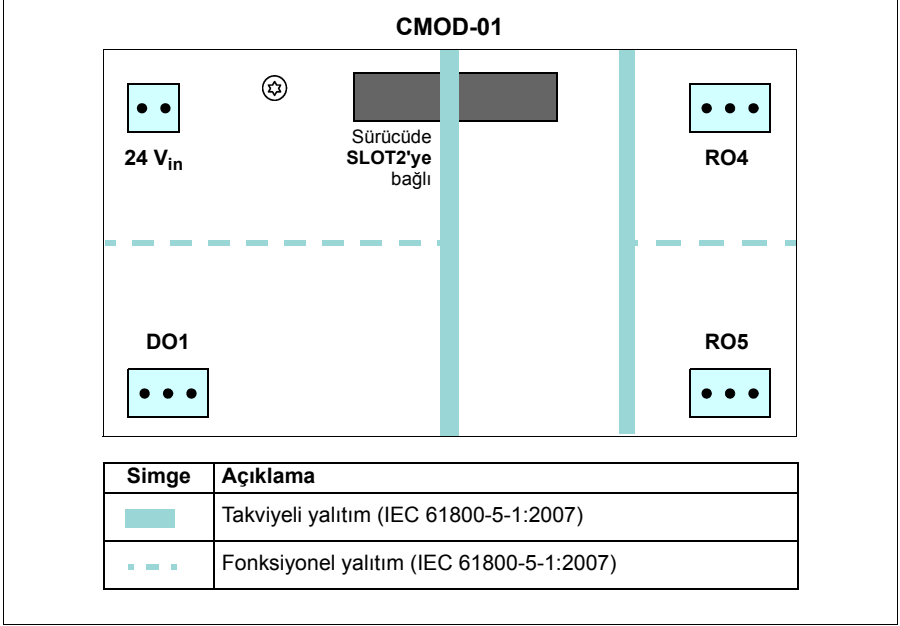 CMOD-01
24 Vin
Sürücüde
SLOT2'ye
bağlı
RO4
DO1
RO5
Simge Açıklama
Takviyeli yalıtım (IEC 61800-5-1:2007)
Fonksiyonel yalıtım (IEC 61800-5-1:2007)